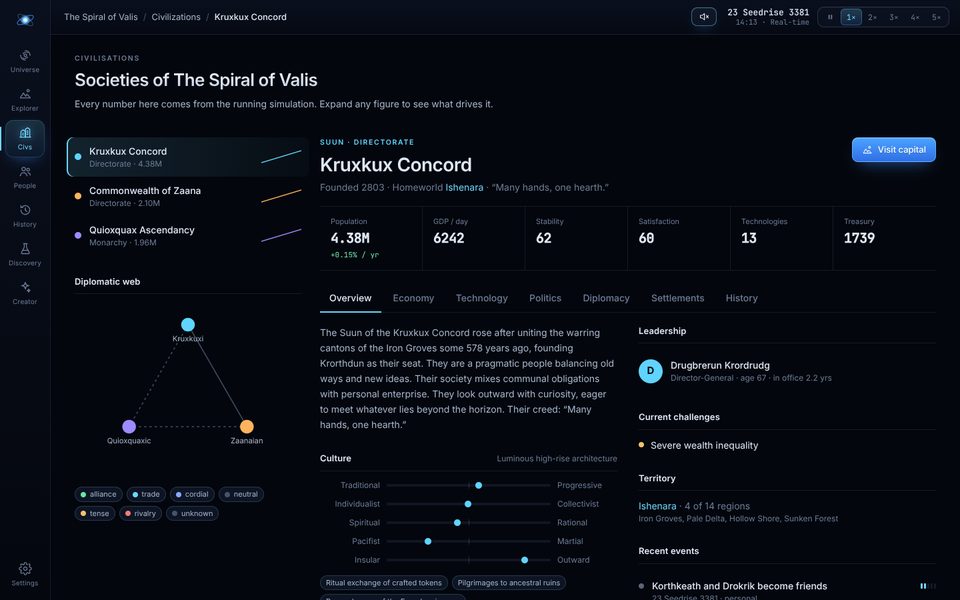 The Spiral of Valis / Civilizations / Kruxkux Concord
23 Seedrise 3381
14:13 · Real-time
1× 2× 3× 4× 5×
Universe
Explorer
Civs
People
History
Discovery
Creator
Settings
CIVILISATIONS
Societies of The Spiral of Valis
Every number here comes from the running simulation. Expand any figure to see what drives it.
Kruxkux Concord
Directorate · 4.38M
Commonwealth of Zaana
Directorate · 2.10M
Quioxquax Ascendancy
Monarchy · 1.96M
Diplomatic web
Kruxkuxi
Quioxquaxic
Zaanaian
alliance
trade
cordial
neutral
tense
rivalry
unknown
SUUN · DIRECTORATE
Kruxkux Concord
Founded 2803 · Homeworld Ishenara · “Many hands, one hearth.”
Visit capital
Population
4.38M
+0.15% / yr
GDP / day
6242
Stability
62
Satisfaction
60
Technologies
13
Treasury
1739
Overview
Economy
Technology
Politics
Diplomacy
Settlements
History
The Suun of the Kruxkux Concord rose after uniting the warring
cantons of the Iron Groves some 578 years ago, founding
Krorthdun as their seat. They are a pragmatic people balancing old
ways and new ideas. Their society mixes communal obligations
with personal enterprise. They look outward with curiosity, eager
to meet whatever lies beyond the horizon. Their creed: “Many
hands, one hearth.”
Culture
Luminous high-rise architecture
Traditional
Progressive
Individualist
Collectivist
Spiritual
Rational
Pacifist
Martial
Insular
Outward
Ritual exchange of crafted tokens
Pilgrimages to ancestral ruins
Leadership
D
Drugbrerun Krordrudg
Director-General · age 67 · in office 2.2 yrs
Current challenges
Severe wealth inequality
Territory
Ishenara · 4 of 14 regions
Iron Groves, Pale Delta, Hollow Shore, Sunken Forest
Recent events
Korthkeath and Drokrik become friends
23 Seedrise 3381 · personal